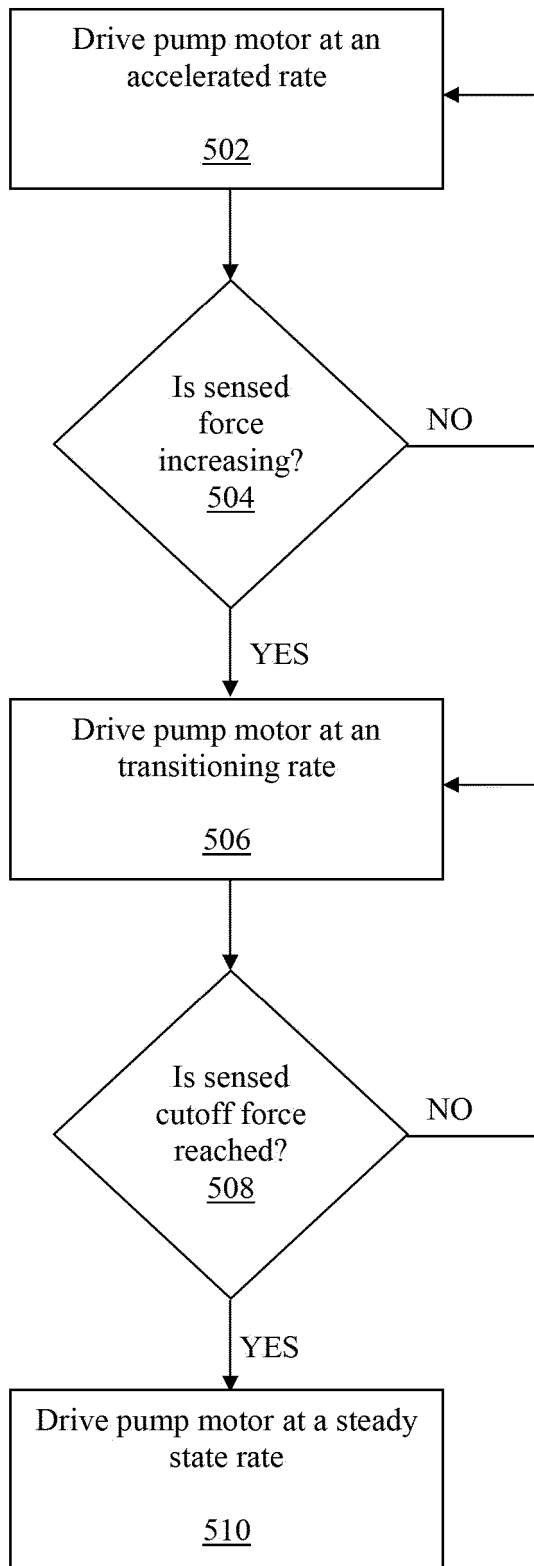 Drive pump motor at an
accelerated rate
502
Is sensed
force
increasing?
504
NO
YES
Drive pump motor at an
transitioning rate
506
Is sensed
cutoff force
reached?
508
NO
YES
Drive pump motor at a steady
state rate
510